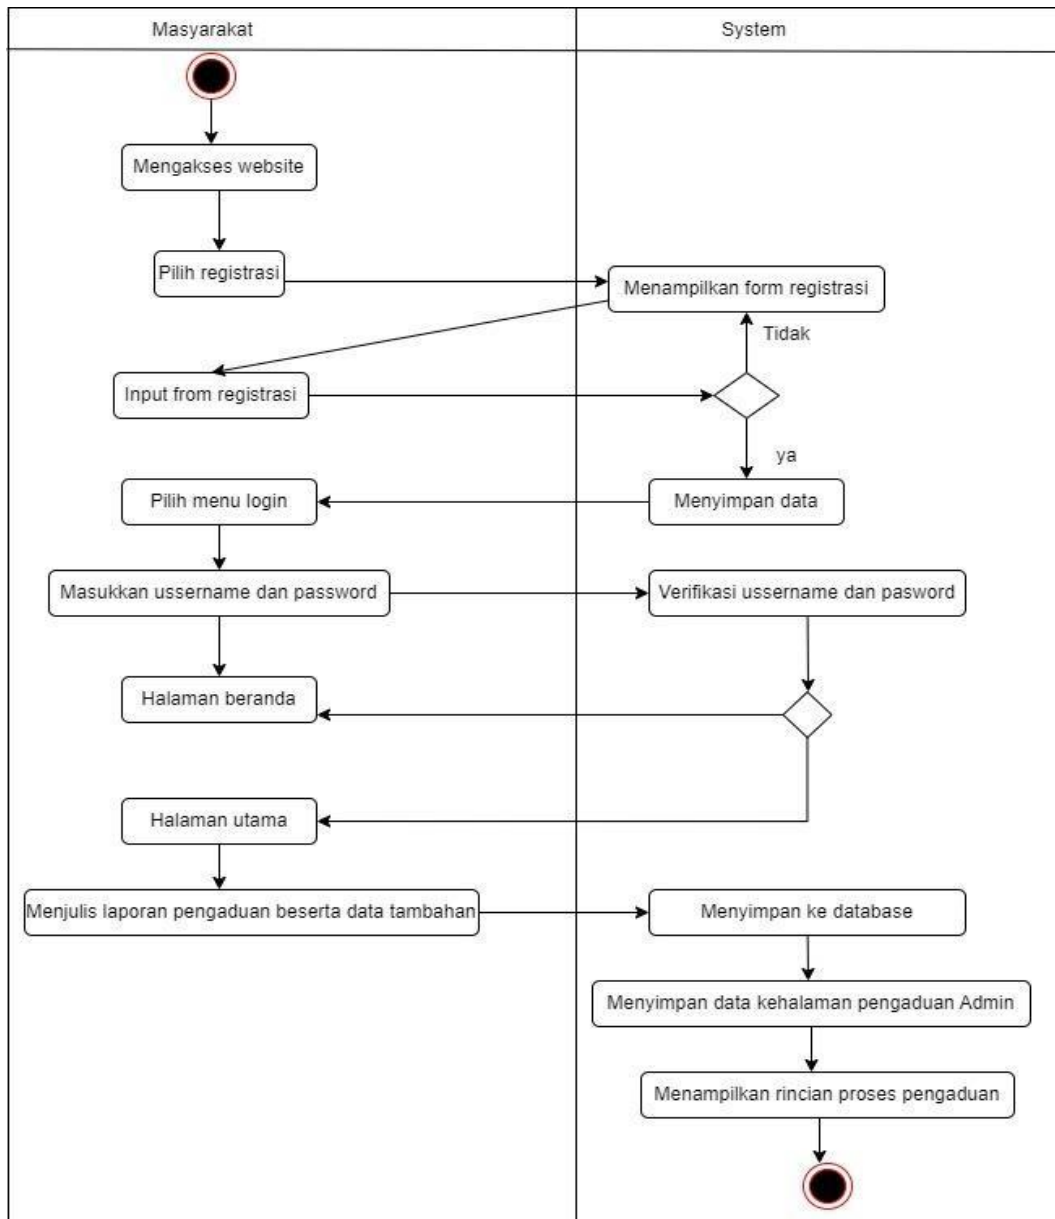 Masyarakat
System
Mengakses website
Pilih registrasi
Menampilkan form registrasi
Tidak
Input from registrasi
ya
Pilih menu login
Menyimpan data
Masukkan ussername dan password
Verifikasi ussername dan pasword
Halaman beranda
Halaman utama
Menjulis laporan pengaduan beserta data tambahan
Menyimpan ke database
Menyimpan data kehalaman pengaduan Admin
Menampilkan rincian proses pengaduan